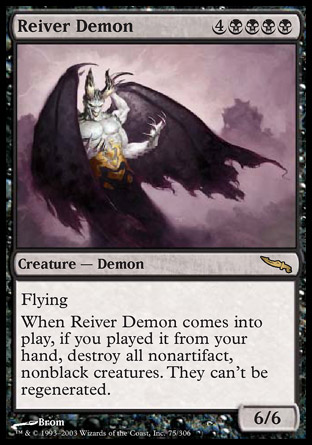 Reiver Demon 4
Creature — Demon
Flying
When Reiver Demon comes into
play, if you played it from your
hand, destroy all nonartifact,
nonblack creatures. They can't be
regenerated.
Brom
™ & © 1993–2003 Wizards of the Coast, Inc. 75/306
6/6